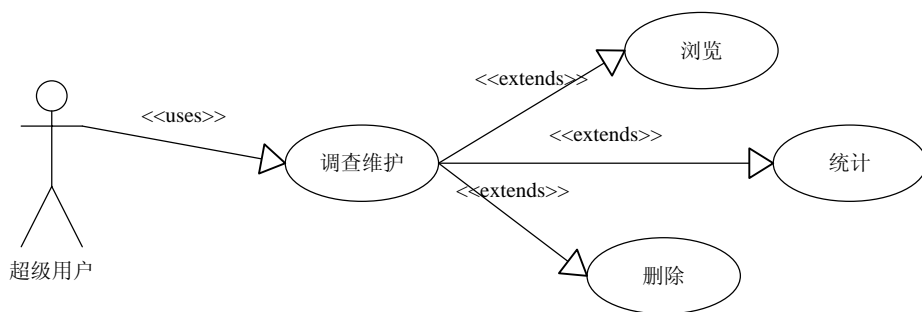 浏览
<<extends>>
<<uses>>
<<extends>>
调查维护
统计
<<extends>>
超级用户
删除